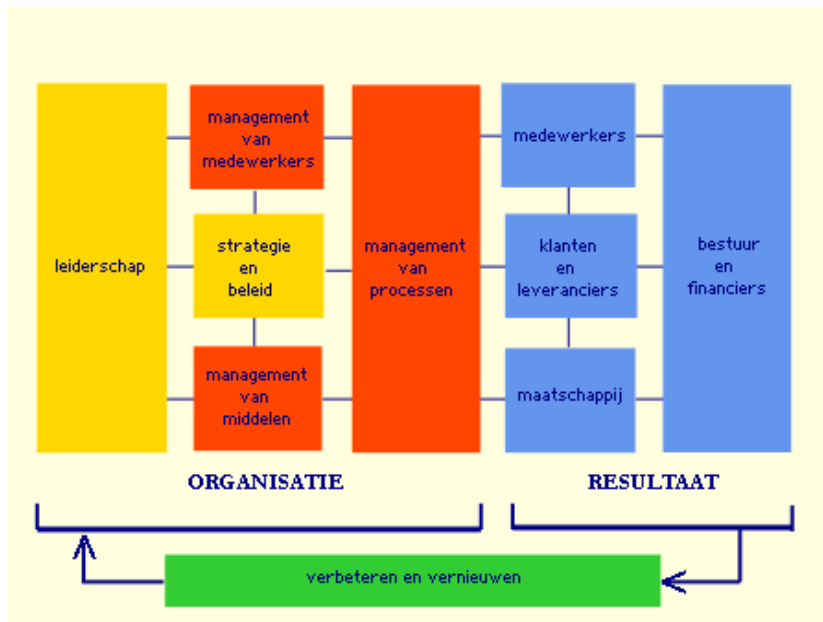 leiderschap
management
van
medewerkers
strategie
en
beleid
management
van
middelen
management
van
processen
medewerkers
klanten
en
leveranciers
maatschappij
bestuur
en
financiers
ORGANISATIE
RESULTAAT
verbeteren en vernieuwen